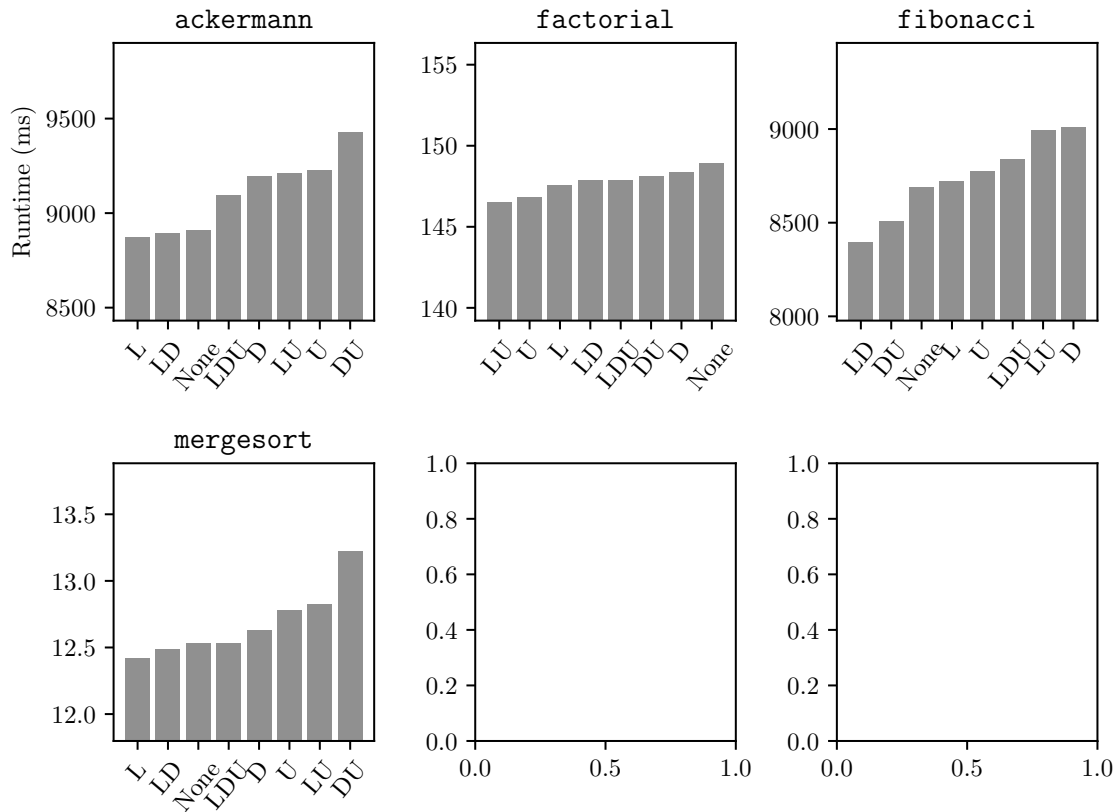 ackermann
Runtime (ms)
9500
9000
8500
L LD None LDU D LU U DU
factorial
155
150
145
140
LU U L LD LDU DU D None
fibonacci
9000
8500
8000
LD DU None L U LDU LU D
mergesort
13.5
13.0
12.5
12.0
L LD None LDU D U LU DU
1.0
0.8
0.6
0.4
0.2
0.0
0.0 0.5 1.0
1.0
0.8
0.6
0.4
0.2
0.0
0.0 0.5 1.0